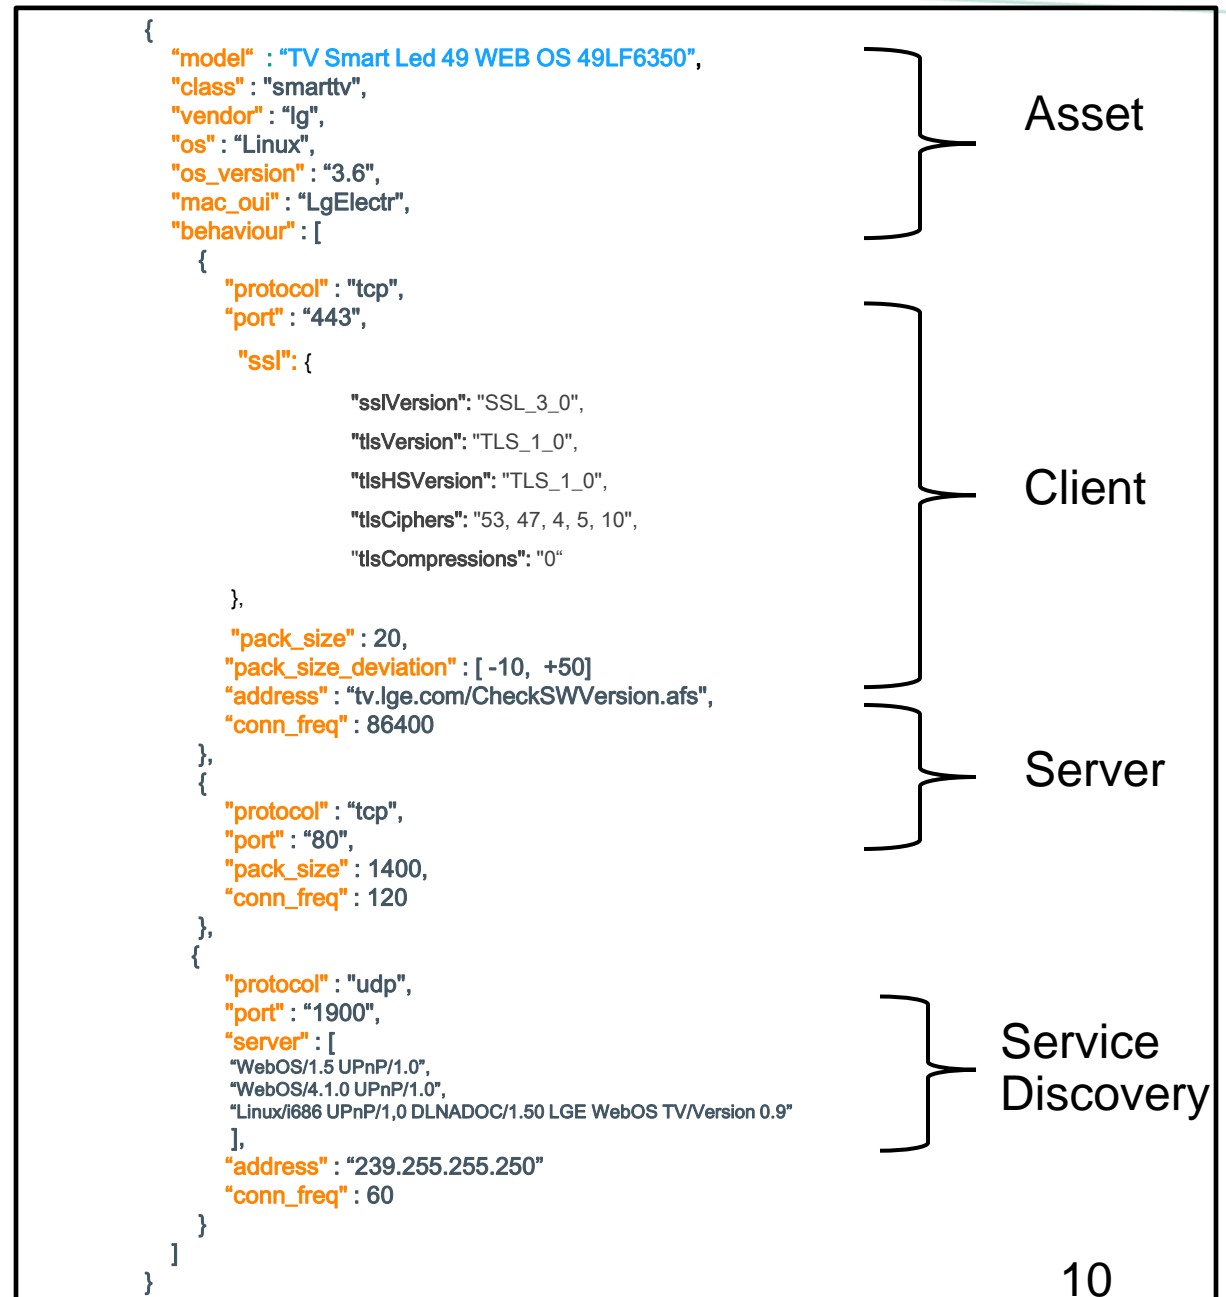 {
“model“ : “TV Smart Led 49 WEB OS 49LF6350”,
"class" : "smarttv",
"vendor" : “lg",
"os" : “Linux",
"os_version" : “3.6",
"mac_oui" : “LgElectr",
"behaviour" : [
{
"protocol" : "tcp",
“port" : “443",
"ssl": {
"sslVersion": "SSL_3_0",
"tlsVersion": "TLS_1_0",
"tlsHSVersion": "TLS_1_0",
"tlsCiphers": "53, 47, 4, 5, 10",
"tlsCompressions": "0“
},
"pack_size" : 20,
"pack_size_deviation" : [ -10, +50]
“address" : “tv.lge.com/CheckSWVersion.afs",
“conn_freq" : 86400
},
{
"protocol" : “tcp",
"port" : “80",
"pack_size" : 1400,
“conn_freq" : 120
},
{
"protocol" : "udp",
"port" : “1900",
“server" : [
“WebOS/1.5 UPnP/1.0”,
“WebOS/4.1.0 UPnP/1.0”,
“Linux/i686 UPnP/1,0 DLNADOC/1.50 LGE WebOS TV/Version 0.9”
],
“address" : “239.255.255.250”
“conn_freq" : 60
}
]
}
Asset
Client
Server
Service
Discovery
10